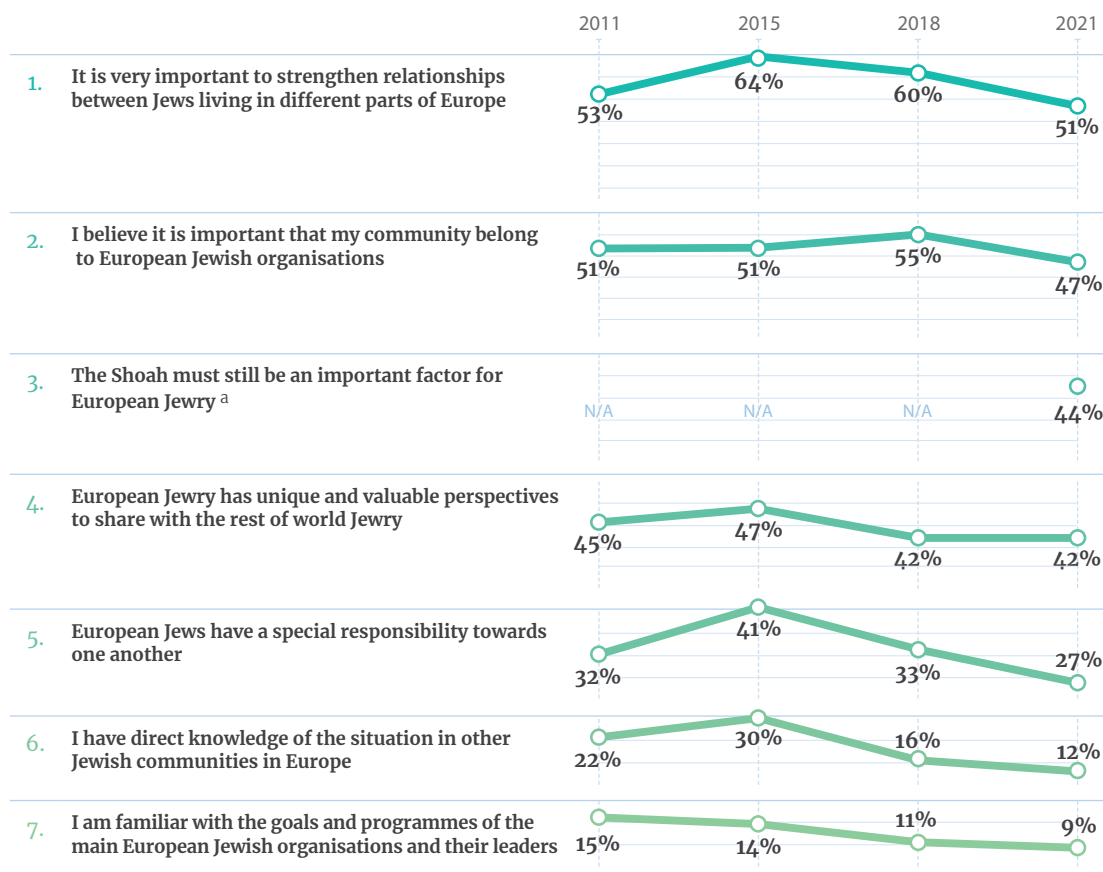 2011 2015 2018 2021
1. It is very important to strengthen relationships
between Jews living in different parts of Europe
53% 64% 60% 51%
2. I believe it is important that my community belong
to European Jewish organisations
51% 51% 55% 47%
3. The Shoah must still be an important factor for
European Jewry a
N/A N/A N/A 44%
4. European Jewry has unique and valuable perspectives
to share with the rest of world Jewry
45% 47% 42% 42%
5. European Jews have a special responsibility towards
one another
32% 41% 33% 27%
6. I have direct knowledge of the situation in other
Jewish communities in Europe
22% 30% 16% 12%
7. I am familiar with the goals and programmes of the
main European Jewish organisations and their leaders
15% 14% 11% 9%